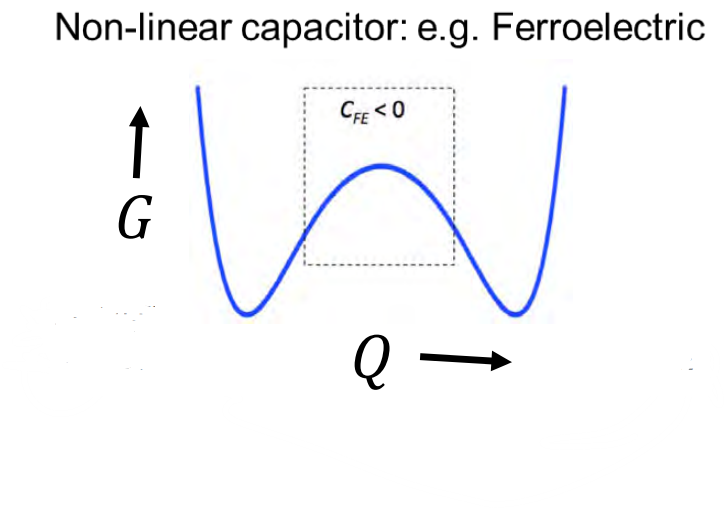 Non-linear capacitor: e.g. Ferroelectric
C_FE < 0
G
Q